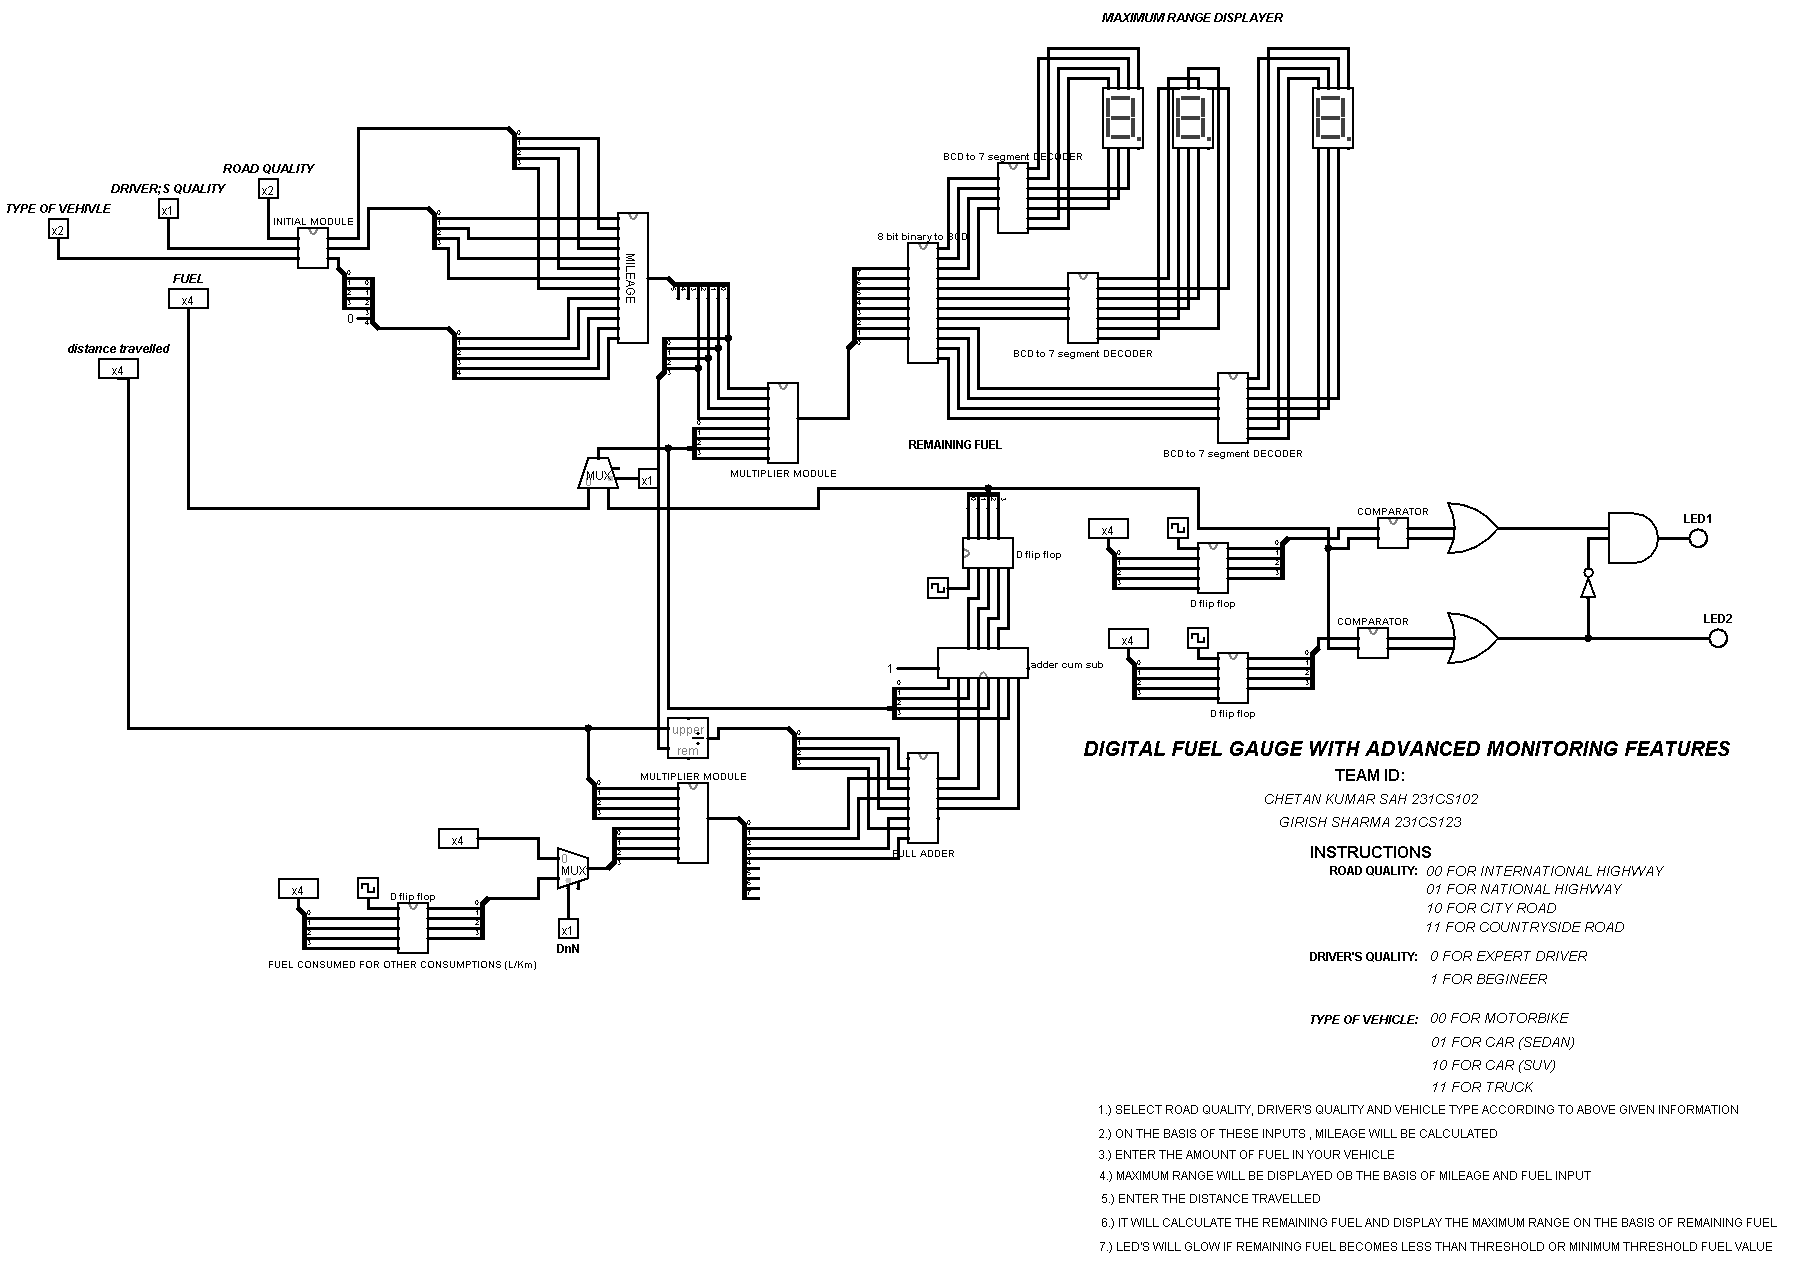 MAXIMUM RANGE DISPLAYER
BCD to 7 segment DECODER
ROAD QUALITY
x2
DRIVER;S QUALITY
x1
TYPE OF VEHIVLE
x2
INITIAL MODULE
8 bit binary to BCD
MILEAGE
FUEL
x4
0
distance travelled
x4
BCD to 7 segment DECODER
REMAINING FUEL
BCD to 7 segment DECODER
MULTIPLIER MODULE
MUX
0
x1
COMPARATOR
LED1
x4
D flip flop
D flip flop
x4
COMPARATOR
LED2
D flip flop
1
adder cum sub
upper
rem
MULTIPLIER MODULE
FULL ADDER
x4
0
MUX
x4
D flip flop
x1
DnN
FUEL CONSUMED FOR OTHER CONSUMPTIONS (L/Km)
DIGITAL FUEL GAUGE WITH ADVANCED MONITORING FEATURES
TEAM ID:
CHETAN KUMAR SAH 231CS102
GIRISH SHARMA 231CS123
INSTRUCTIONS
ROAD QUALITY: 00 FOR INTERNATIONAL HIGHWAY
01 FOR NATIONAL HIGHWAY
10 FOR CITY ROAD
11 FOR COUNTRYSIDE ROAD
DRIVER'S QUALITY: 0 FOR EXPERT DRIVER
1 FOR BEGINEER
TYPE OF VEHICLE: 00 FOR MOTORBIKE
01 FOR CAR (SEDAN)
10 FOR CAR (SUV)
11 FOR TRUCK
1.) SELECT ROAD QUALITY, DRIVER'S QUALITY AND VEHICLE TYPE ACCORDING TO ABOVE GIVEN INFORMATION
2.) ON THE BASIS OF THESE INPUTS , MILEAGE WILL BE CALCULATED
3.) ENTER THE AMOUNT OF FUEL IN YOUR VEHICLE
4.) MAXIMUM RANGE WILL BE DISPLAYED OB THE BASIS OF MILEAGE AND FUEL INPUT
5.) ENTER THE DISTANCE TRAVELLED
6.) IT WILL CALCULATE THE REMAINING FUEL AND DISPLAY THE MAXIMUM RANGE ON THE BASIS OF REMAINING FUEL
7.) LED'S WILL GLOW IF REMAINING FUEL BECOMES LESS THAN THRESHOLD OR MINIMUM THRESHOLD FUEL VALUE